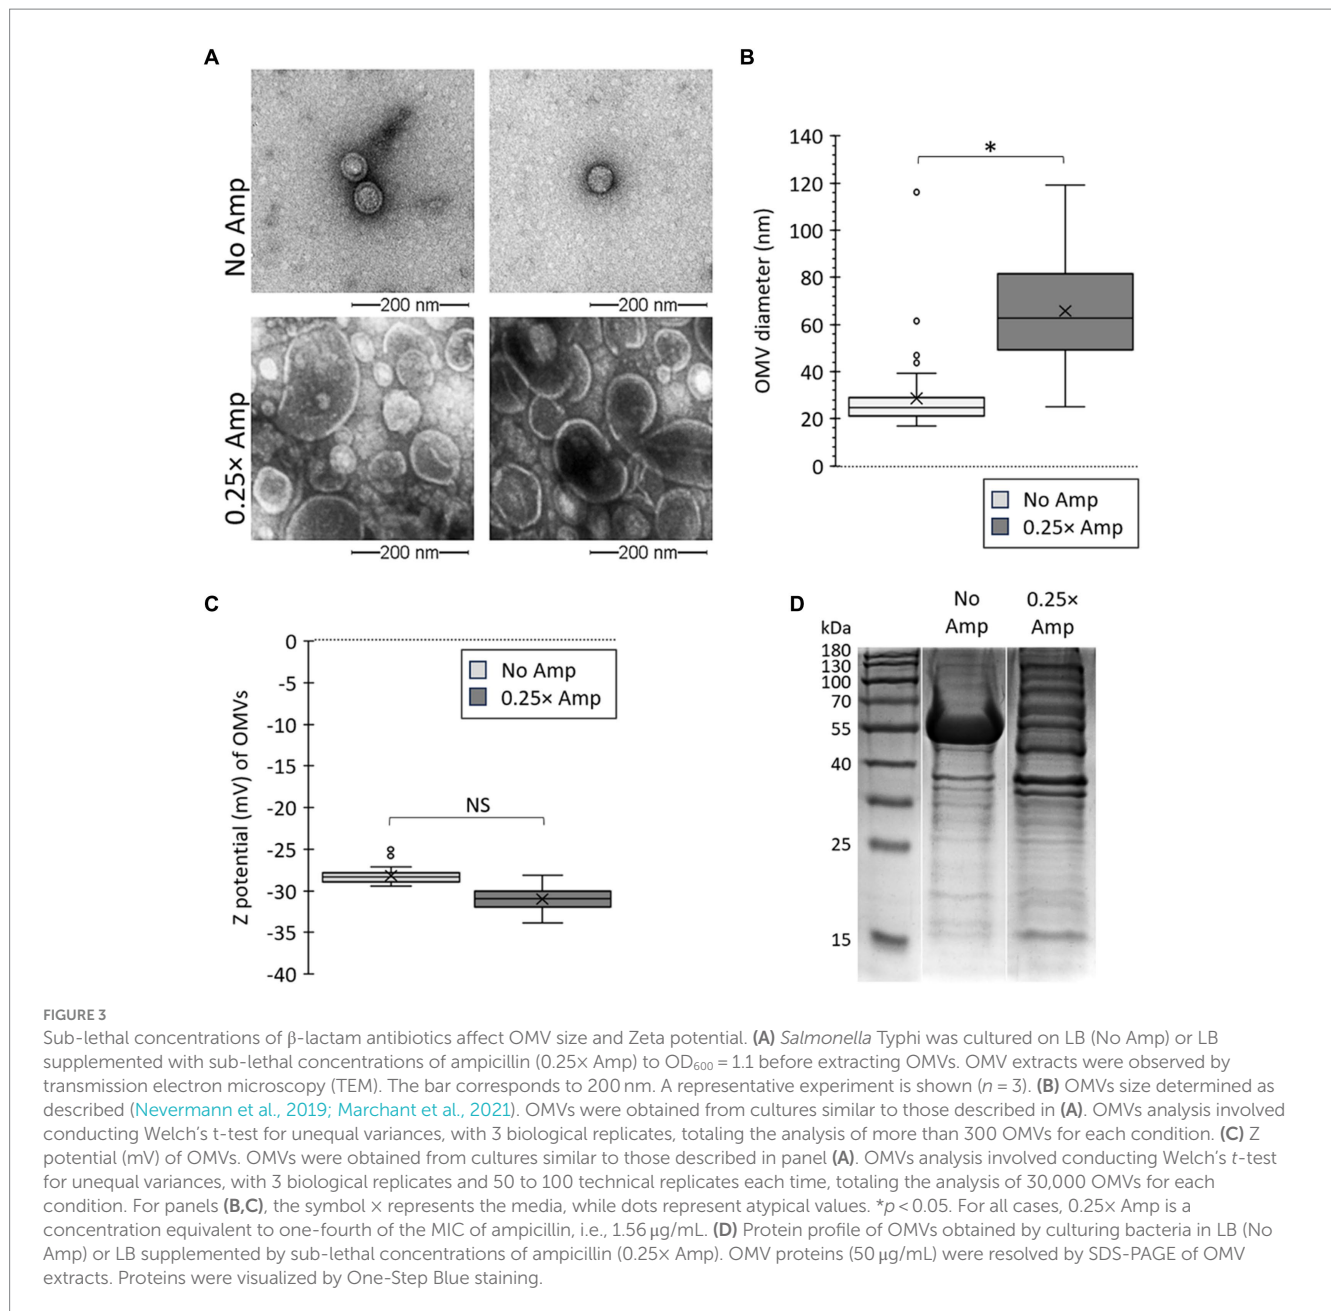 A
No Amp
200 nm
200 nm
0.25× Amp
200 nm
200 nm
B
OMV diameter (nm)
140
120
100
80
60
40
20
0
*
No Amp
0.25× Amp
C
Z potential (mV) of OMVs
0
-5
-10
-15
-20
-25
-30
-35
-40
No Amp
0.25× Amp
NS
D
kDa
No
Amp
0.25×
Amp
180
130
100
70
55
40
25
15
FIGURE 3
Sub-lethal concentrations of β-lactam antibiotics affect OMV size and Zeta potential. (A) Salmonella Typhi was cultured on LB (No Amp) or LB
supplemented with sub-lethal concentrations of ampicillin (0.25× Amp) to OD₆₀₀ = 1.1 before extracting OMVs. OMV extracts were observed by
transmission electron microscopy (TEM). The bar corresponds to 200 nm. A representative experiment is shown (n = 3). (B) OMVs size determined as
described (Nevermann et al., 2019; Marchant et al., 2021). OMVs were obtained from cultures similar to those described in (A). OMVs analysis involved
conducting Welch's t-test for unequal variances, with 3 biological replicates, totaling the analysis of more than 300 OMVs for each condition. (C) Z
potential (mV) of OMVs. OMVs were obtained from cultures similar to those described in panel (A). OMVs analysis involved conducting Welch's t-test
for unequal variances, with 3 biological replicates and 50 to 100 technical replicates each time, totaling the analysis of 30,000 OMVs for each
condition. For panels (B,C), the symbol × represents the media, while dots represent atypical values. *p < 0.05. For all cases, 0.25× Amp is a
concentration equivalent to one-fourth of the MIC of ampicillin, i.e., 1.56 μg/mL. (D) Protein profile of OMVs obtained by culturing bacteria in LB (No
Amp) or LB supplemented by sub-lethal concentrations of ampicillin (0.25× Amp). OMV proteins (50 μg/mL) were resolved by SDS-PAGE of OMV
extracts. Proteins were visualized by One-Step Blue staining.